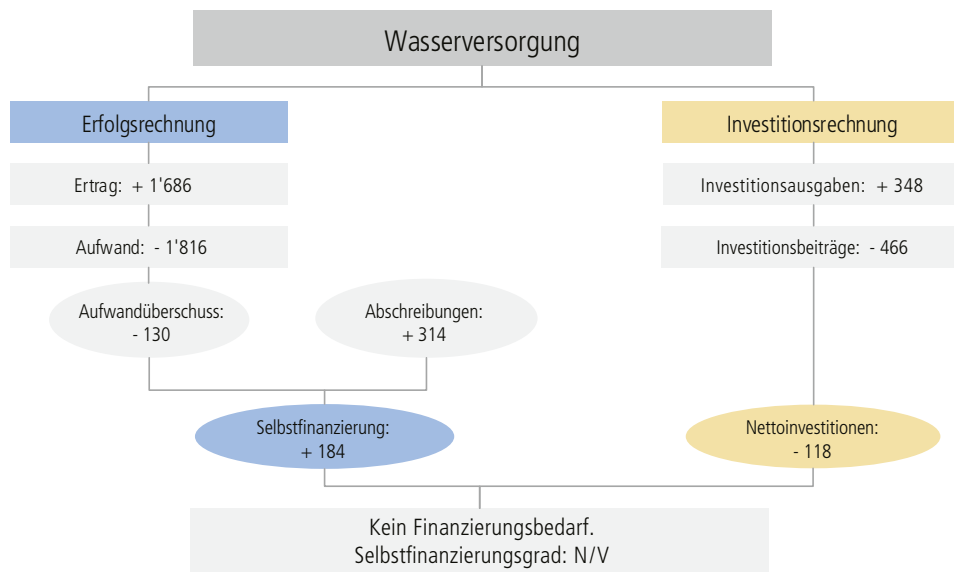 Wasserversorgung
Erfolgsrechnung
Investitionsrechnung
Ertrag: + 1'686
Investitionsausgaben: + 348
Aufwand: - 1'816
Investitionsbeiträge: - 466
Aufwandüberschuss:
- 130
Abschreibungen:
+ 314
Selbstfinanzierung:
+ 184
Nettoinvestitionen:
- 118
Kein Finanzierungsbedarf.
Selbstfinanzierungsgrad: N/V